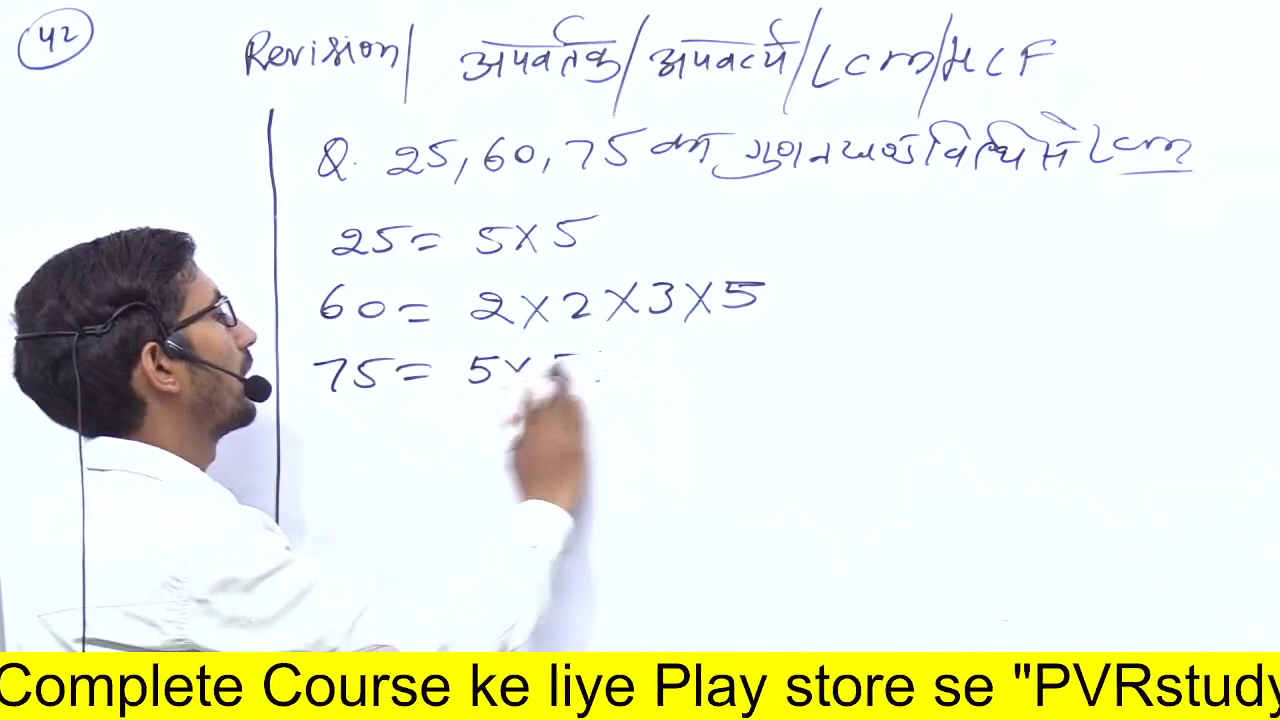 42
Revision/ अपवर्तक/अपवर्त्य/Lcm/HCF
Q. 25, 60, 75 का गुणनखण्ड विधि से Lcm
25= 5×5
60= 2×2×3×5
75= 5×5
Complete Course ke liye Play store se "PVRstudy